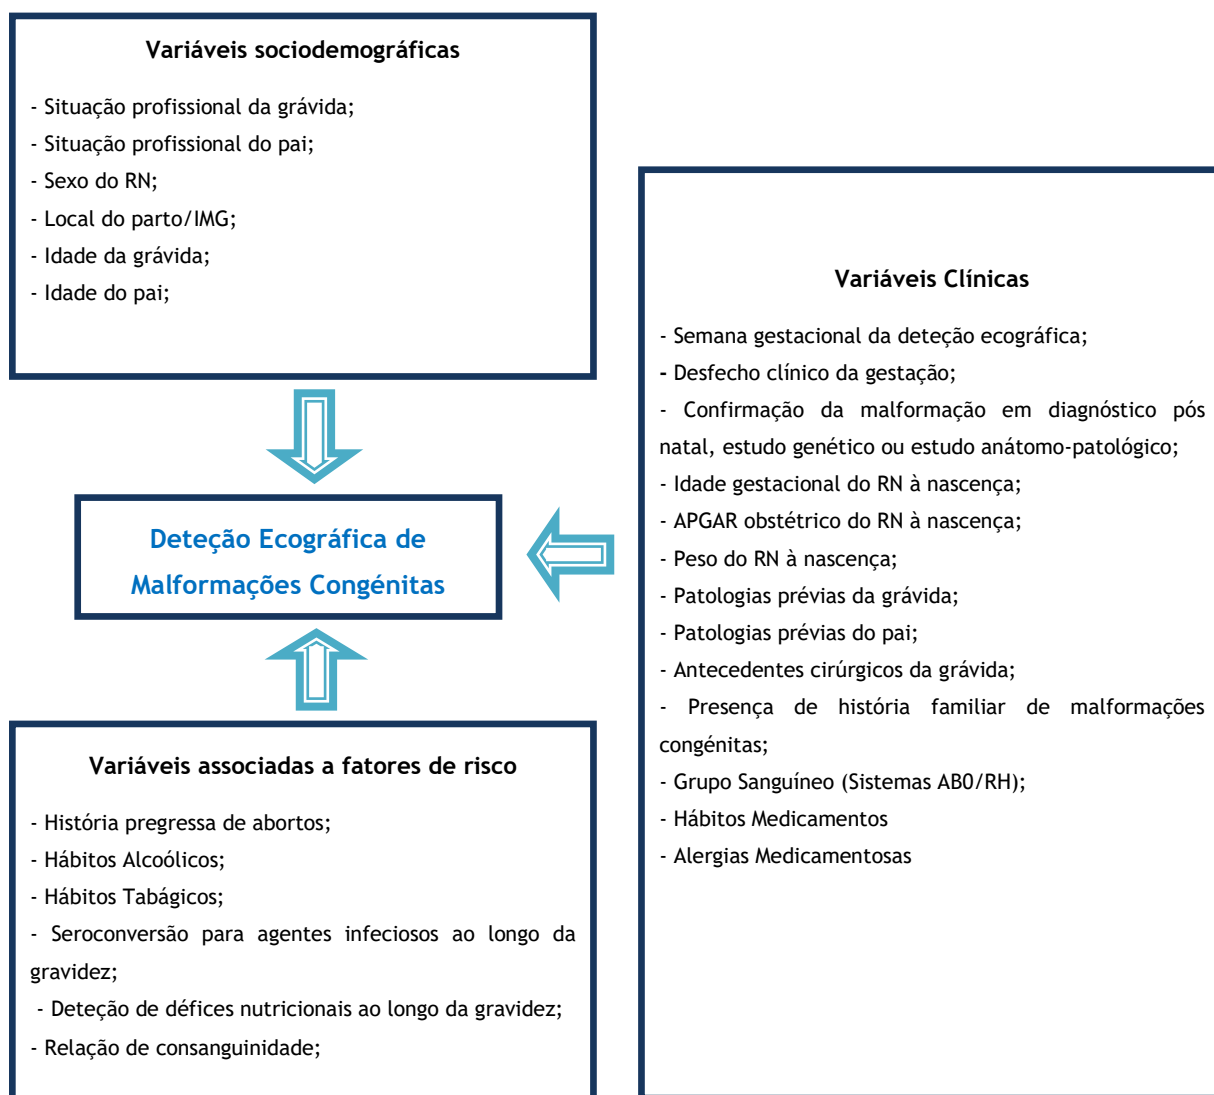 Variáveis sociodemográficas
- Situação profissional da grávida;
- Situação profissional do pai;
- Sexo do RN;
- Local do parto/IMG;
- Idade da grávida;
- Idade do pai;
Deteção Ecográfica de
Malformações Congénitas
Variáveis associadas a fatores de risco
- História pregressa de abortos;
- Hábitos Alcoólicos;
- Hábitos Tabágicos;
- Seroconversão para agentes infeciosos ao longo da
gravidez;
- Deteção de défices nutricionais ao longo da gravidez;
- Relação de consanguinidade;
Variáveis Clínicas
- Semana gestacional da deteção ecográfica;
- Desfecho clínico da gestação;
- Confirmação da malformação em diagnóstico pós
natal, estudo genético ou estudo anátomo-patológico;
- Idade gestacional do RN à nascença;
- APGAR obstétrico do RN à nascença;
- Peso do RN à nascença;
- Patologias prévias da grávida;
- Patologias prévias do pai;
- Antecedentes cirúrgicos da grávida;
- Presença de história familiar de malformações
congénitas;
- Grupo Sanguíneo (Sistemas AB0/RH);
- Hábitos Medicamentos
- Alergias Medicamentosas